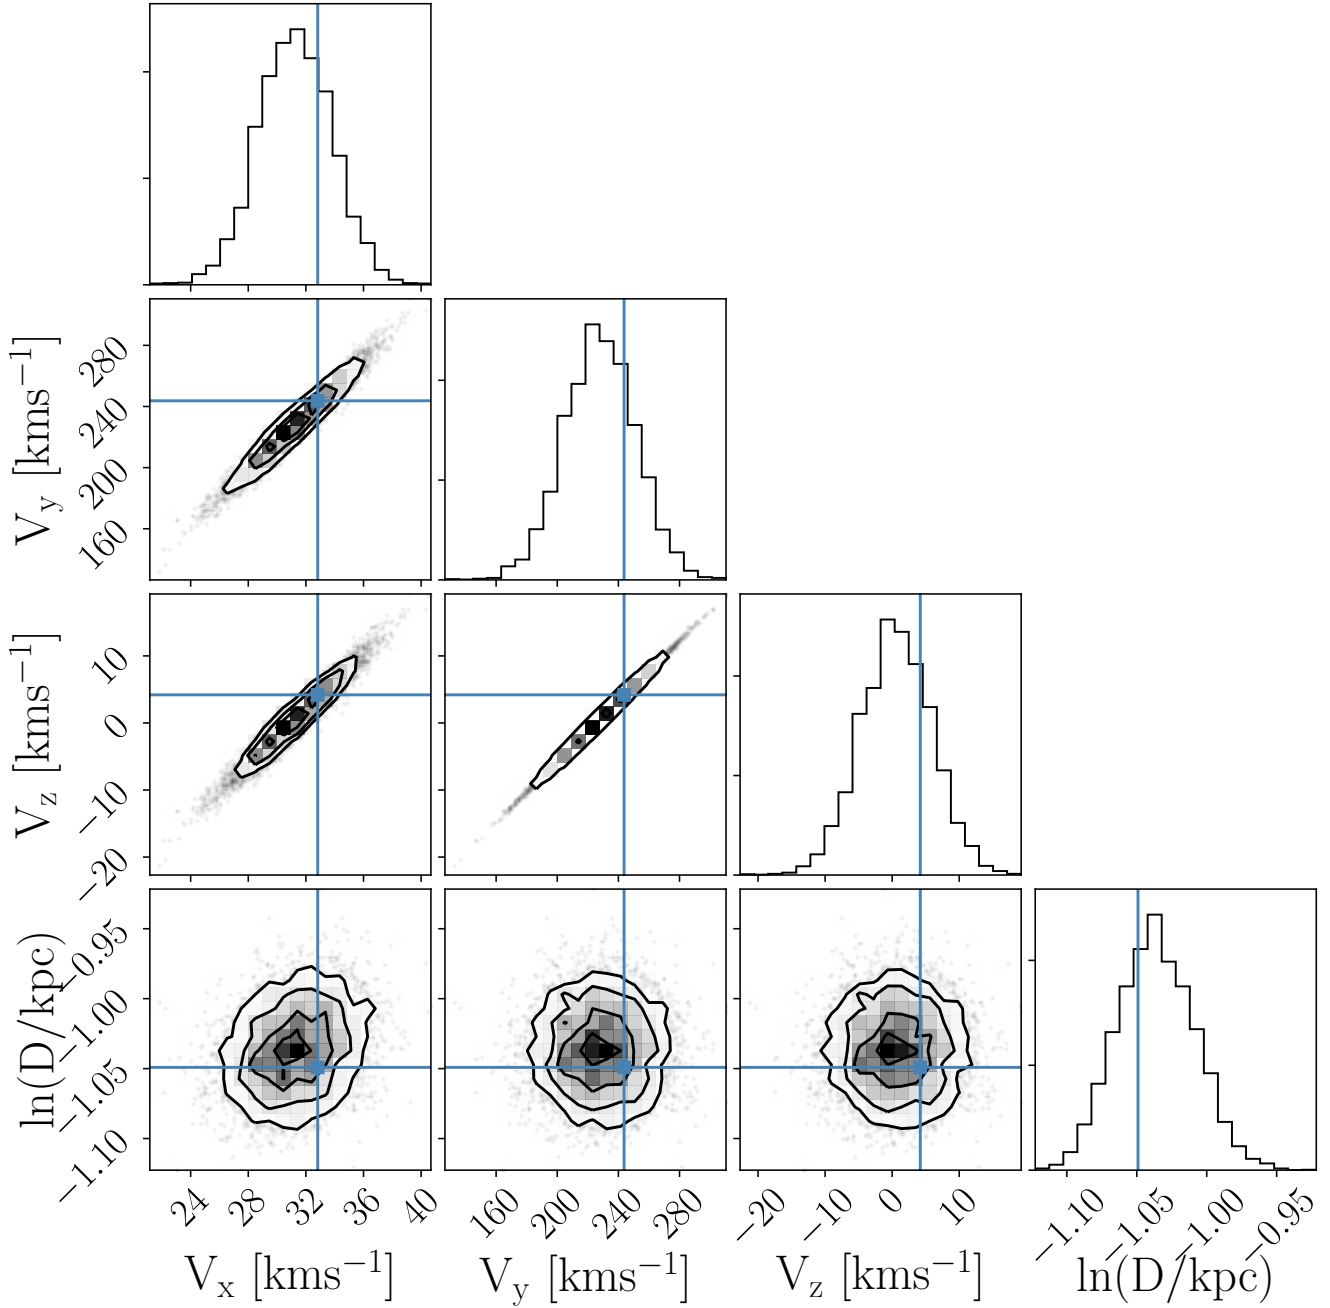 V_y [kms^{-1}]
280
240
200
160
V_z [kms^{-1}]
10
0
−10
−20
ln(D/kpc)
−0.95
−1.00
−1.05
−1.10
24 28 32 36 40
160 200 240 280
−20 −10 0 10
−1.10 −1.05 −1.00 −0.95
V_x [kms^{-1}]
V_y [kms^{-1}]
V_z [kms^{-1}]
ln(D/kpc)